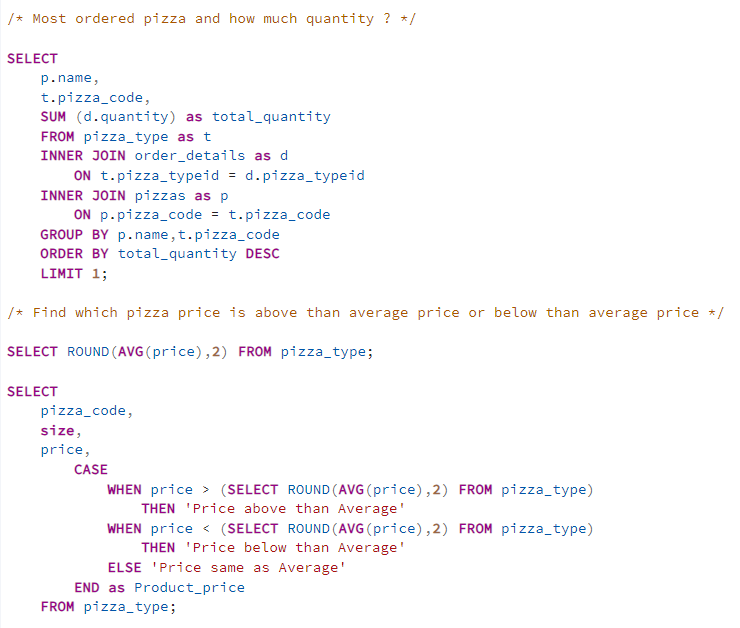 /* Most ordered pizza and how much quantity ? */
SELECT
p.name,
t.pizza_code,
SUM (d.quantity) as total_quantity
FROM pizza_type as t
INNER JOIN order_details as d
ON t.pizza_typeid = d.pizza_typeid
INNER JOIN pizzas as p
ON p.pizza_code = t.pizza_code
GROUP BY p.name,t.pizza_code
ORDER BY total_quantity DESC
LIMIT 1;
/* Find which pizza price is above than average price or below than average price */
SELECT ROUND(AVG(price),2) FROM pizza_type;
SELECT
pizza_code,
size,
price,
CASE
WHEN price > (SELECT ROUND(AVG(price),2) FROM pizza_type)
THEN 'Price above than Average'
WHEN price < (SELECT ROUND(AVG(price),2) FROM pizza_type)
THEN 'Price below than Average'
ELSE 'Price same as Average'
END as Product_price
FROM pizza_type;